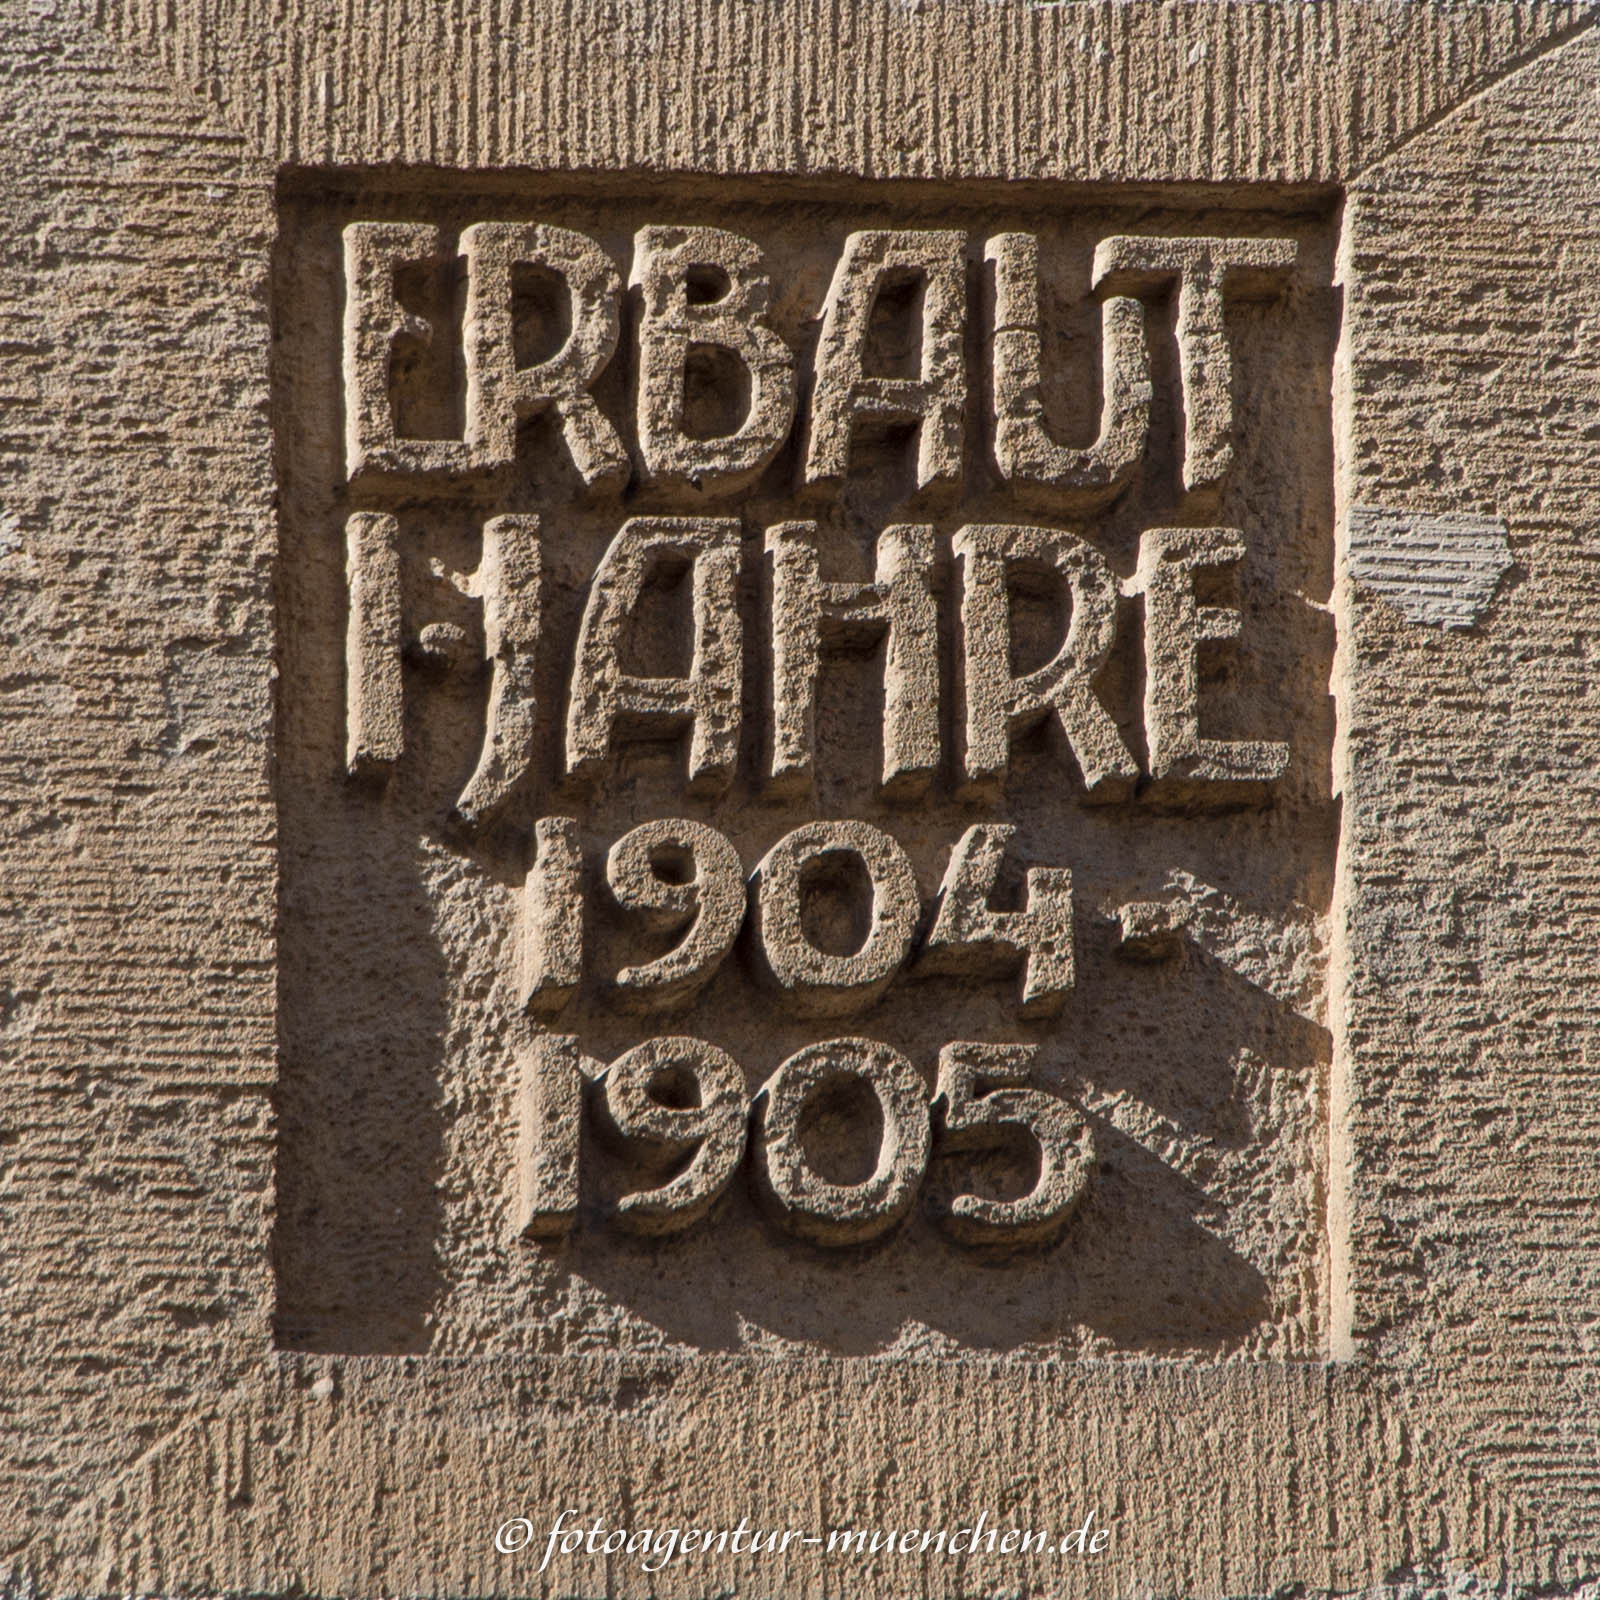 ERBAUT
I·JAHRE
1904-
1905
© fotoagentur-muenchen.de